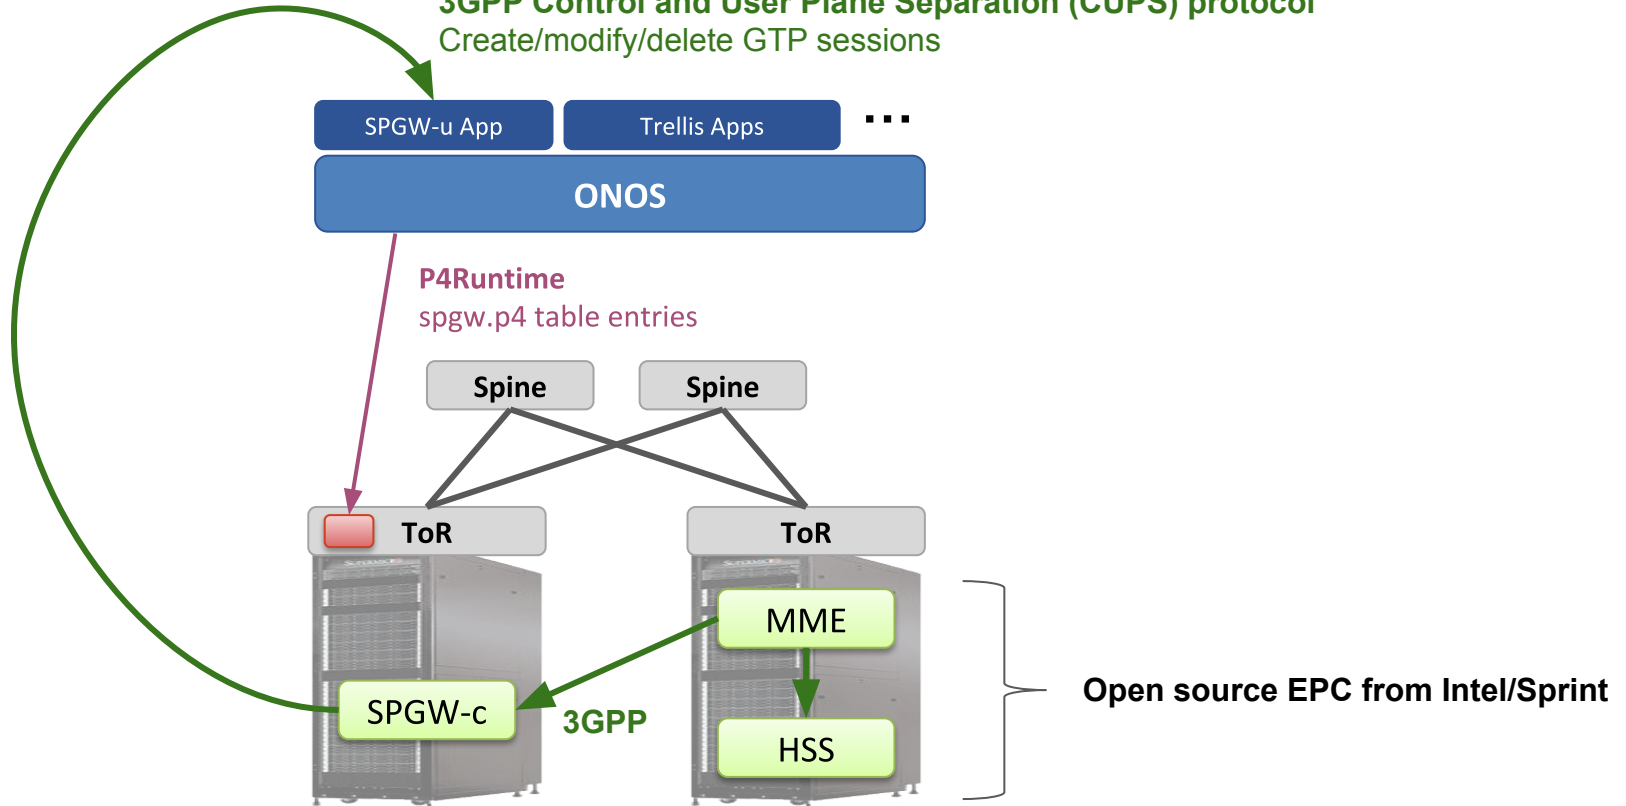 3GPP Control and User Plane Separation (CUPS) protocol
Create/modify/delete GTP sessions
SPGW-u App
Trellis Apps
...
ONOS
P4Runtime
spgw.p4 table entries
Spine
Spine
ToR
ToR
MME
SPGW-c
3GPP
Open source EPC from Intel/Sprint
HSS